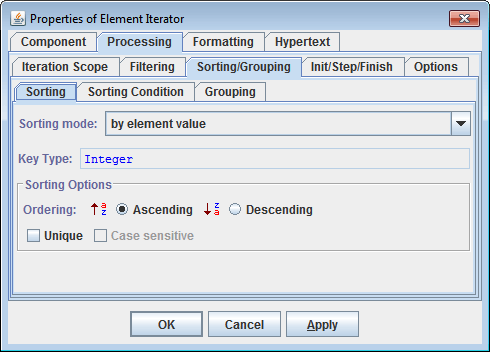 Properties of Element Iterator
Component Processing Formatting Hypertext
Iteration Scope Filtering Sorting/Grouping Init/Step/Finish Options
Sorting Sorting Condition Grouping
Sorting mode: by element value
Key Type: Integer
Sorting Options
Ordering: a z Ascending z a Descending
Unique Case sensitive
OK Cancel Apply